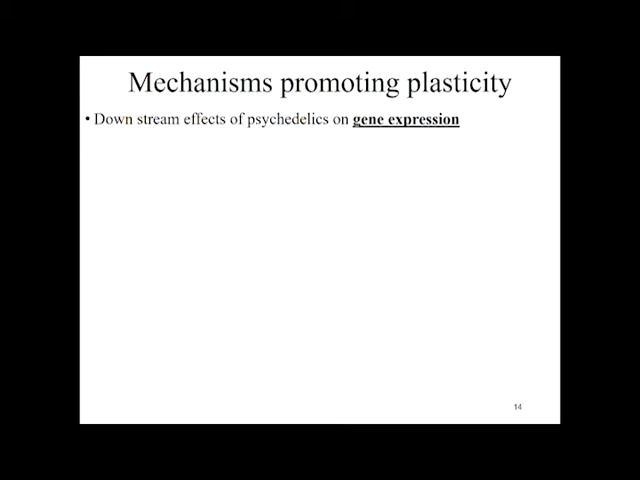 Mechanisms promoting plasticity
• Down stream effects of psychedelics on gene expression
14